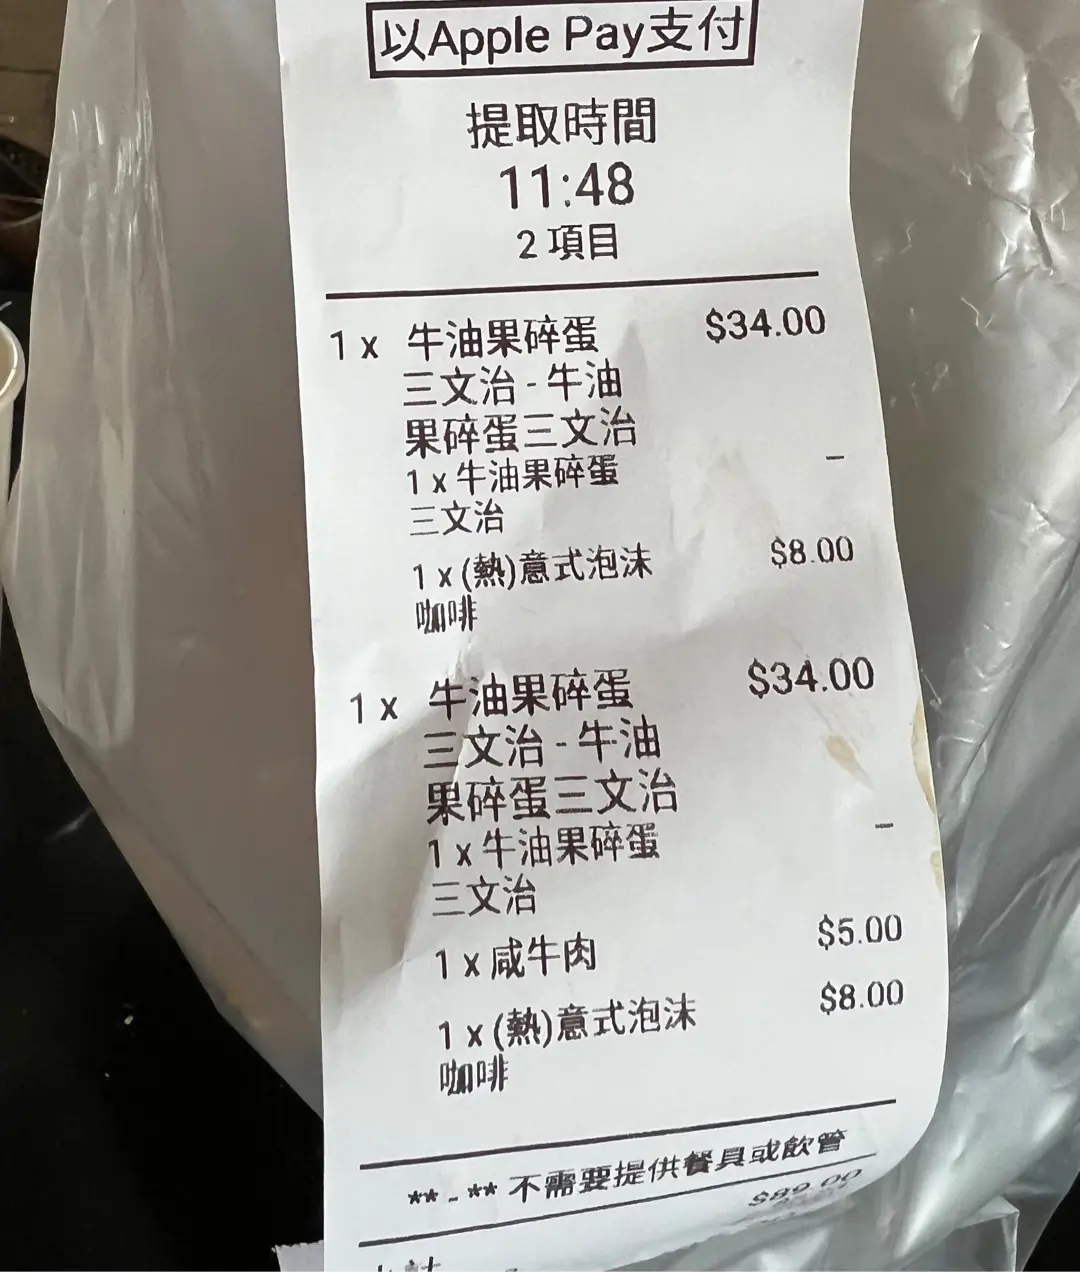 以Apple Pay支付
提取時間
11:48
2 項目
1 x 牛油果碎蛋 $34.00
三文治 - 牛油
果碎蛋三文治
1 x 牛油果碎蛋 –
三文治
1 x (熱)意式泡沫 $8.00
咖啡
1 x 牛油果碎蛋 $34.00
三文治 - 牛油
果碎蛋三文治
1 x 牛油果碎蛋 –
三文治
1 x 咸牛肉 $5.00
1 x (熱)意式泡沫 $8.00
咖啡
** - ** 不需要提供餐具或飲管
$89.00